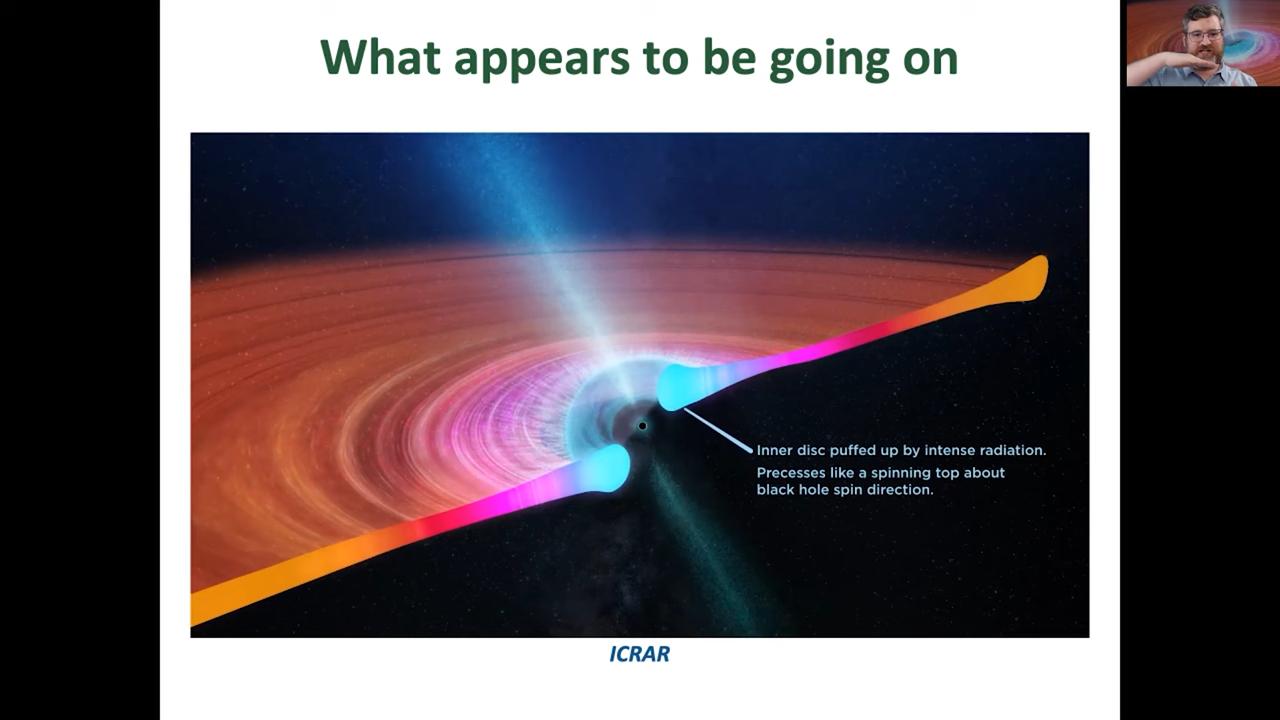 What appears to be going on
Inner disc puffed up by intense radiation.
Precesses like a spinning top about
black hole spin direction.
ICRAR